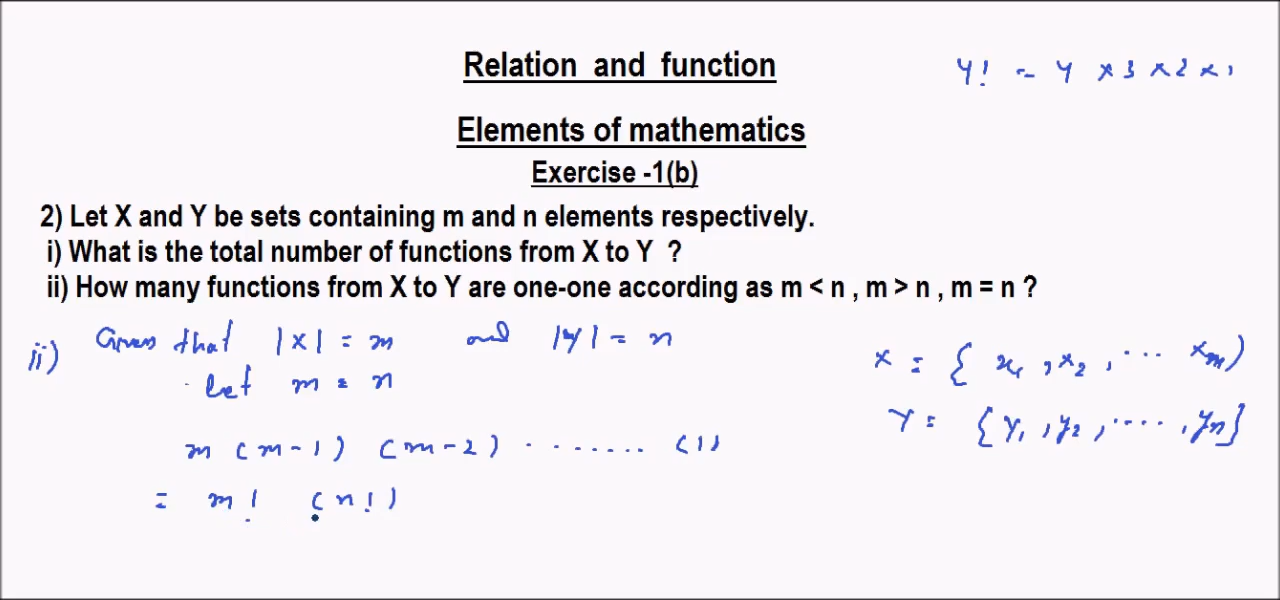 Relation and function
4! = 4 × 3 × 2 × 1
Elements of mathematics
Exercise -1(b)
2) Let X and Y be sets containing m and n elements respectively.
i) What is the total number of functions from X to Y ?
ii) How many functions from X to Y are one-one according as m < n , m > n , m = n ?
ii) Given that |X| = m and |Y| = n
Let m = n
X = { x1 , x2 , ... xm )
Y = { y1 , y2 , ...., yn }
m (m-1) (m-2) ....... (1)
= m! (n!)